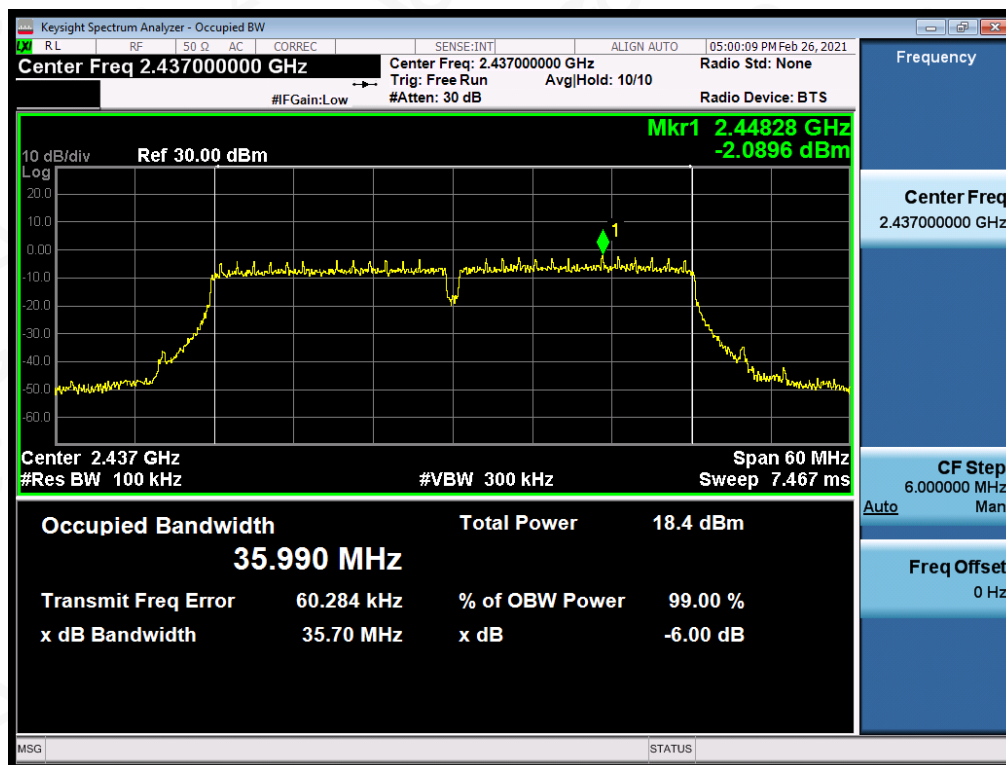 Keysight Spectrum Analyzer - Occupied BW
LXI RL RF 50 Ω AC CORREC SENSE:INT ALIGN AUTO 05:00:09 PM Feb 26, 2021
Center Freq 2.437000000 GHz
Center Freq: 2.437000000 GHz
Radio Std: None
Trig: Free Run Avg|Hold: 10/10
#IFGain:Low
#Atten: 30 dB
Radio Device: BTS
Mkr1 2.44828 GHz
-2.0896 dBm
10 dB/div Ref 30.00 dBm
Log
20.0
10.0
1
0.00
-10.0
-20.0
-30.0
-40.0
-50.0
-60.0
Center 2.437 GHz Span 60 MHz
#Res BW 100 kHz #VBW 300 kHz Sweep 7.467 ms
Occupied Bandwidth Total Power 18.4 dBm
35.990 MHz
Transmit Freq Error 60.284 kHz % of OBW Power 99.00 %
x dB Bandwidth 35.70 MHz x dB -6.00 dB
MSG STATUS
Frequency
Center Freq
2.437000000 GHz
CF Step
6.000000 MHz
Auto Man
Freq Offset
0 Hz